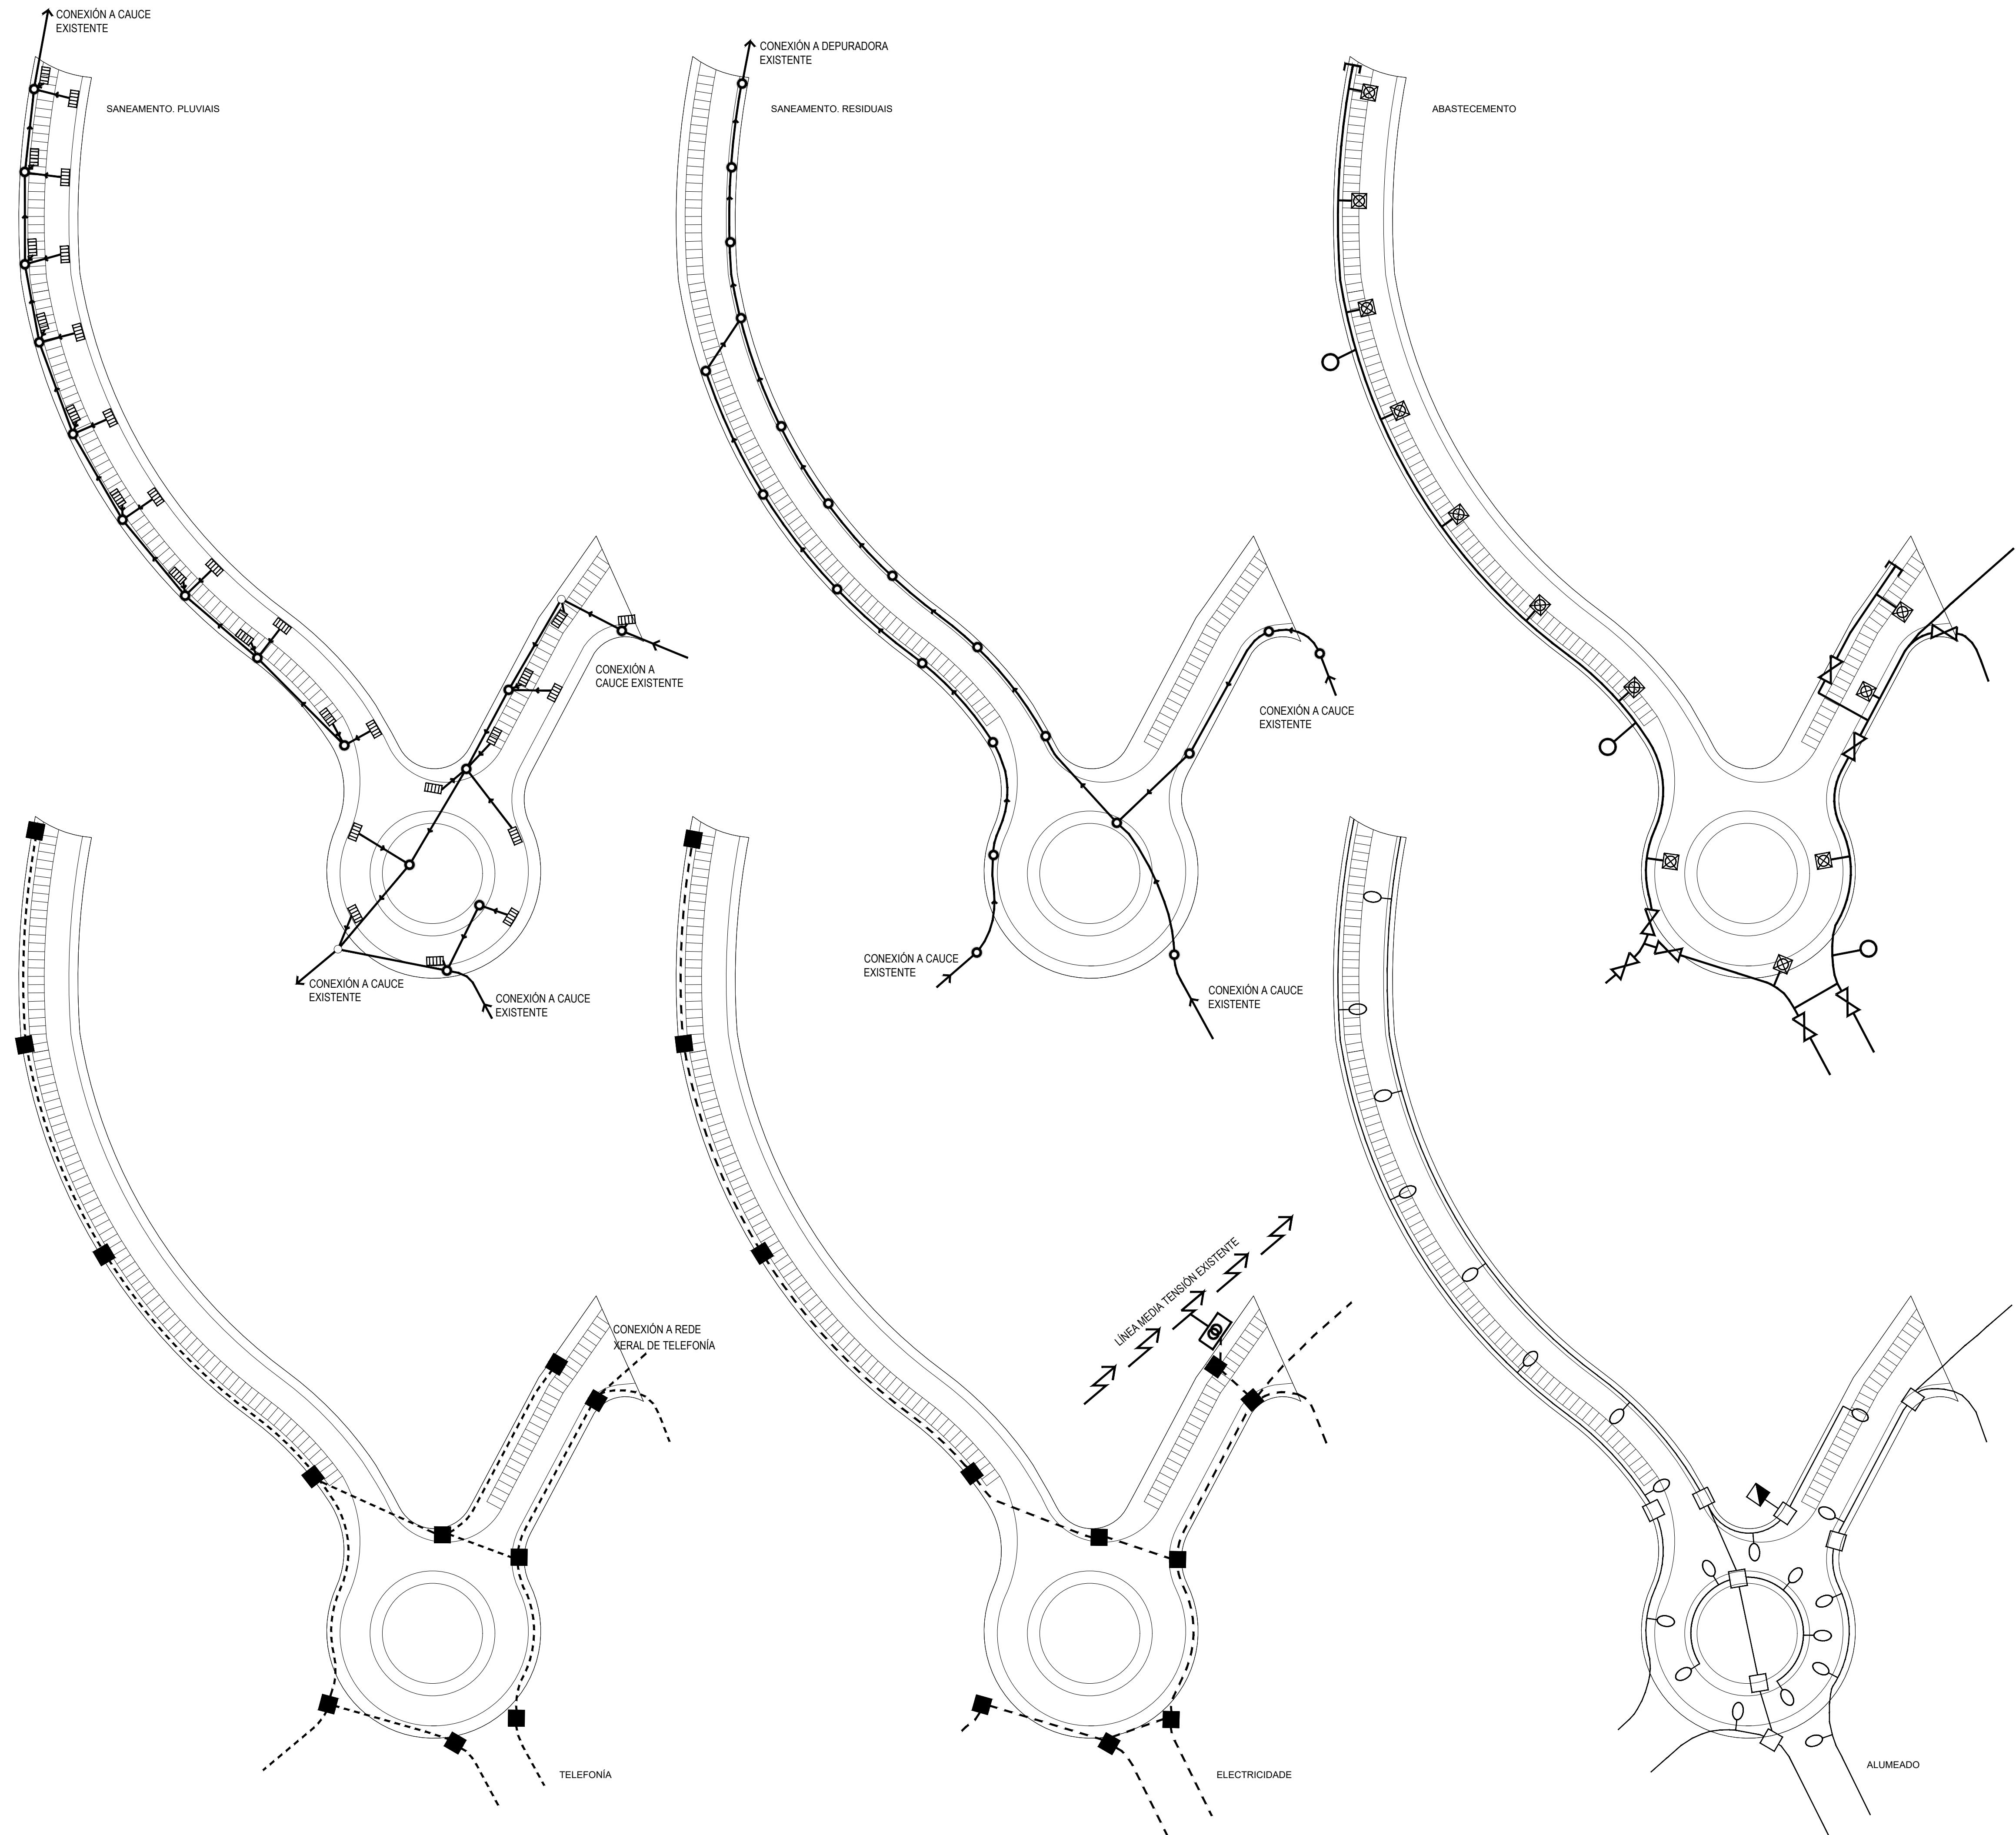 CONEXIÓN A CAUCE
EXISTENTE
SANEAMENTO. PLUVIAIS
CONEXIÓN A DEPURADORA
EXISTENTE
SANEAMENTO. RESIDUAIS
ABASTECEMENTO
CONEXIÓN A
CAUCE EXISTENTE
CONEXIÓN A CAUCE
EXISTENTE
CONEXIÓN A CAUCE
EXISTENTE
CONEXIÓN A CAUCE
EXISTENTE
CONEXIÓN A CAUCE
EXISTENTE
CONEXIÓN A CAUCE
EXISTENTE
CONEXIÓN A REDE
XERAL DE TELEFONÍA
TELEFONÍA
LÍNEA MEDIA TENSIÓN EXISTENTE
ELECTRICIDADE
ALUMEADO